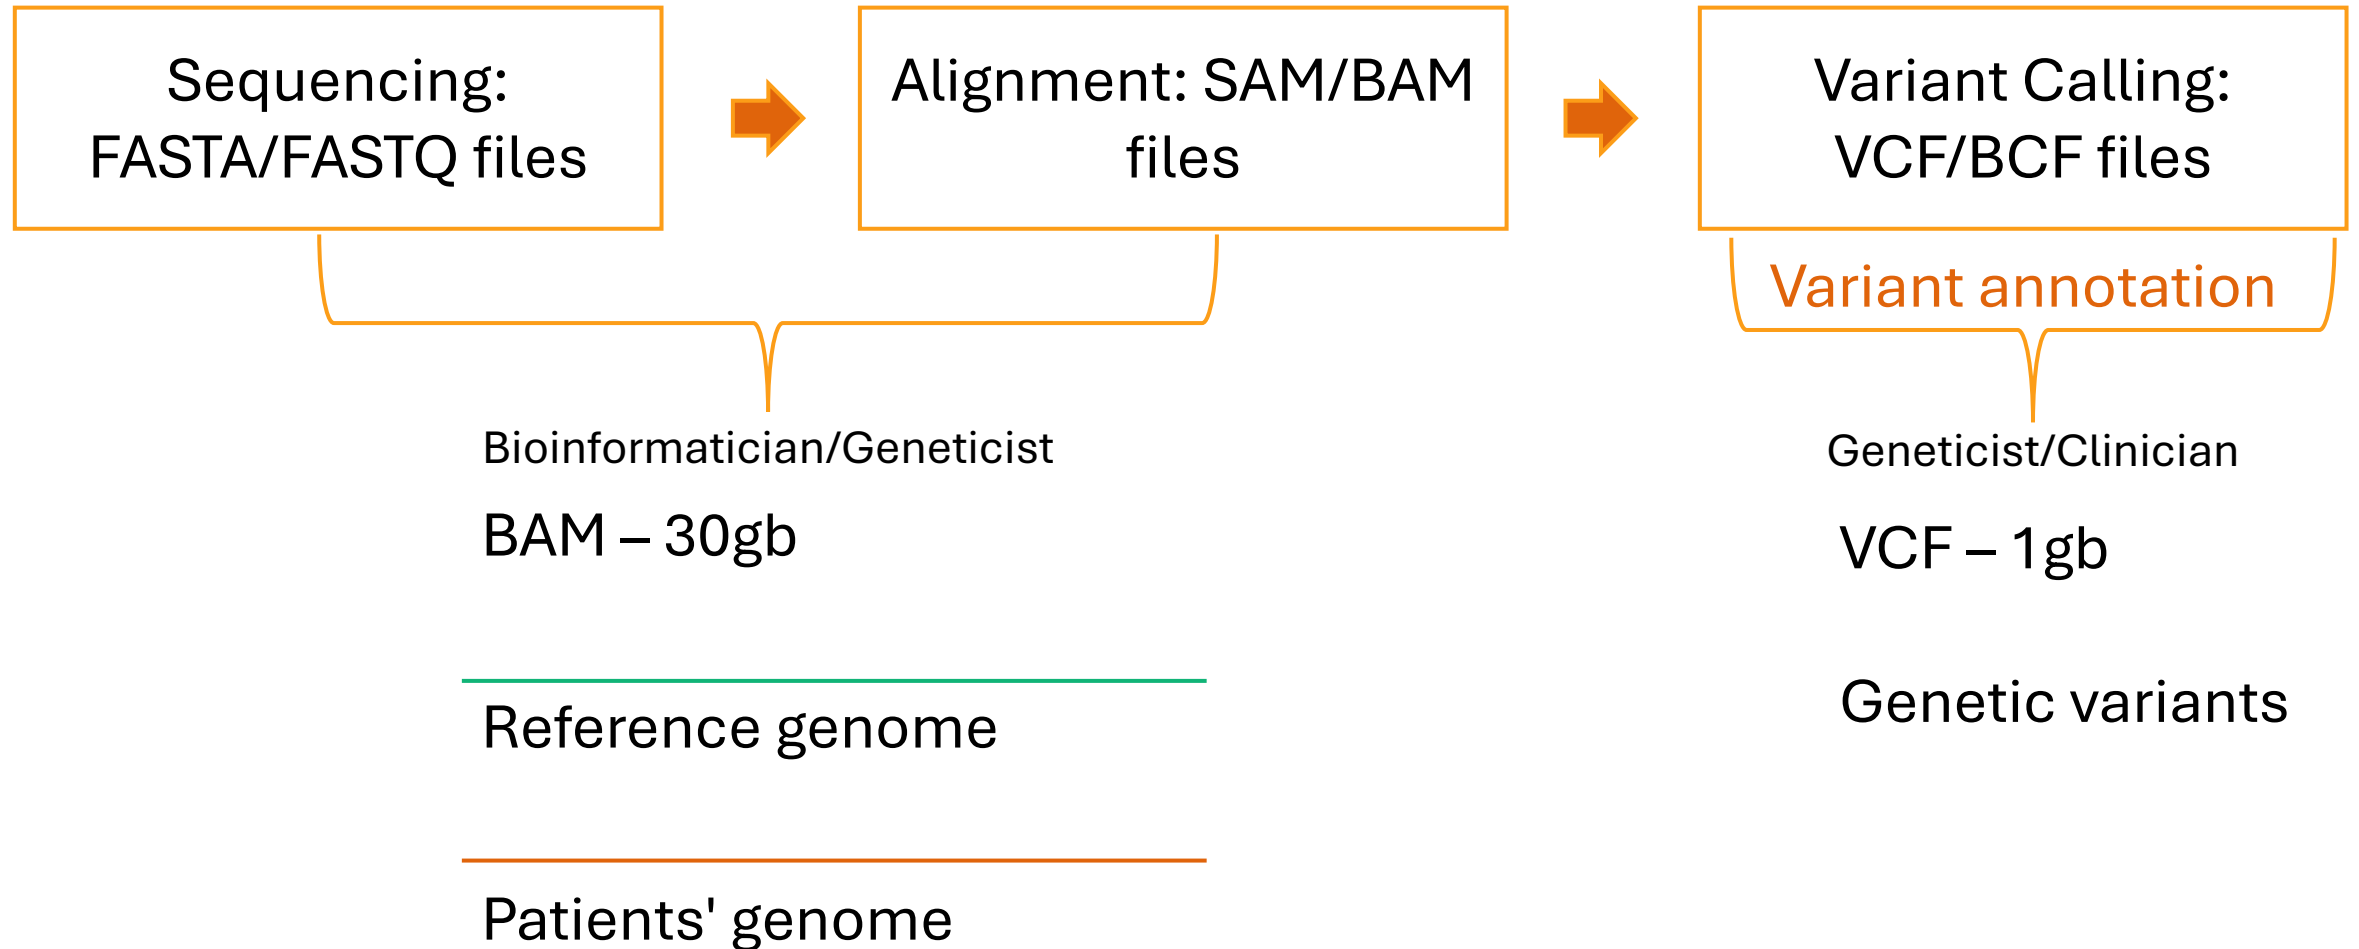 Sequencing:
FASTA/FASTQ files
Alignment: SAM/BAM
files
Variant Calling:
VCF/BCF files
Variant annotation
Bioinformatician/Geneticist
BAM – 30gb
Reference genome
Patients' genome
Geneticist/Clinician
VCF – 1gb
Genetic variants